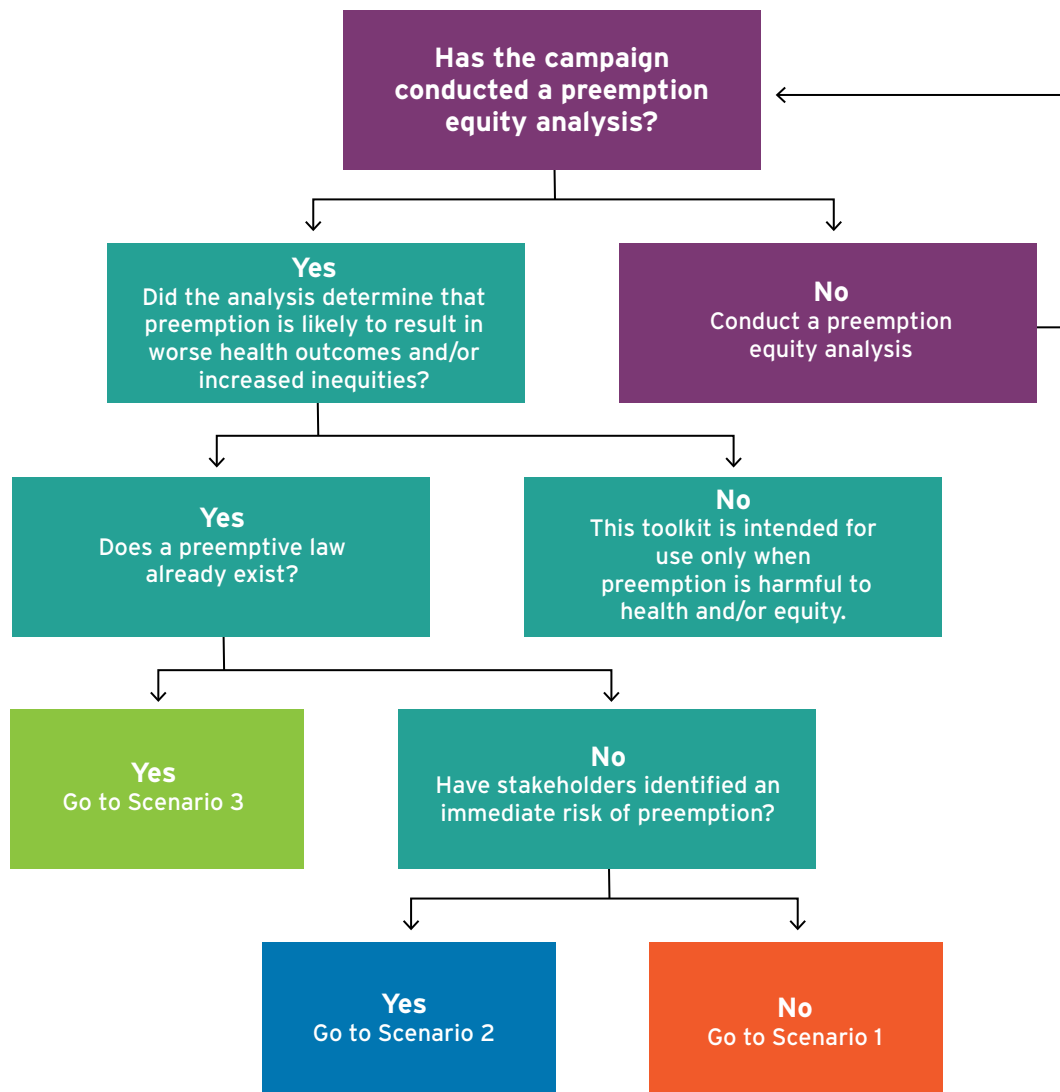 Has the campaign
conducted a preemption
equity analysis?
Yes
Did the analysis determine that
preemption is likely to result in
worse health outcomes and/or
increased inequities?
No
Conduct a preemption
equity analysis
Yes
Does a preemptive law
already exist?
No
This toolkit is intended for
use only when
preemption is harmful to
health and/or equity.
Yes
Go to Scenario 3
No
Have stakeholders identified an
immediate risk of preemption?
Yes
Go to Scenario 2
No
Go to Scenario 1